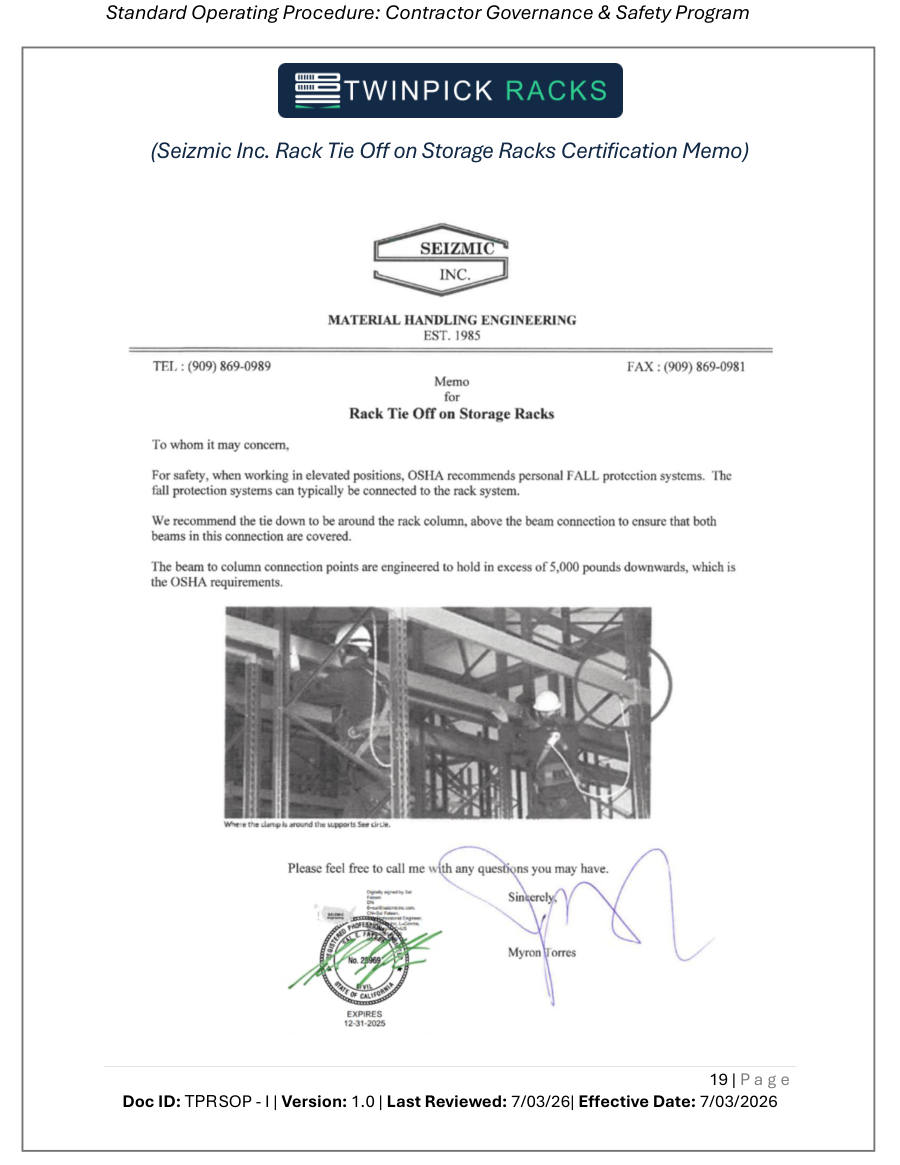 Standard Operating Procedure: Contractor Governance & Safety Program
TWINPICK RACKS
(Seizmic Inc. Rack Tie Off on Storage Racks Certification Memo)
SEIZMIC
INC.
MATERIAL HANDLING ENGINEERING
EST. 1985
TEL : (909) 869-0989
FAX : (909) 869-0981
Memo
for
Rack Tie Off on Storage Racks
To whom it may concern,
For safety, when working in elevated positions, OSHA recommends personal FALL protection systems. The
fall protection systems can typically be connected to the rack system.
We recommend the tie down to be around the rack column, above the beam connection to ensure that both
beams in this connection are covered.
The beam to column connection points are engineered to hold in excess of 5,000 pounds downwards, which is
the OSHA requirements.
Where the clamp is around the supports See circle.
Please feel free to call me with any questions you may have.
Digitally signed by Sal
Sincerely,
Myron Torres
REGISTERED PROFESSIONAL
CIVIL
STATE OF CALIFORNIA
EXPIRES
12-31-2025
19 | Page
Doc ID: TPRSOP - I | Version: 1.0 | Last Reviewed: 7/03/26| Effective Date: 7/03/2026